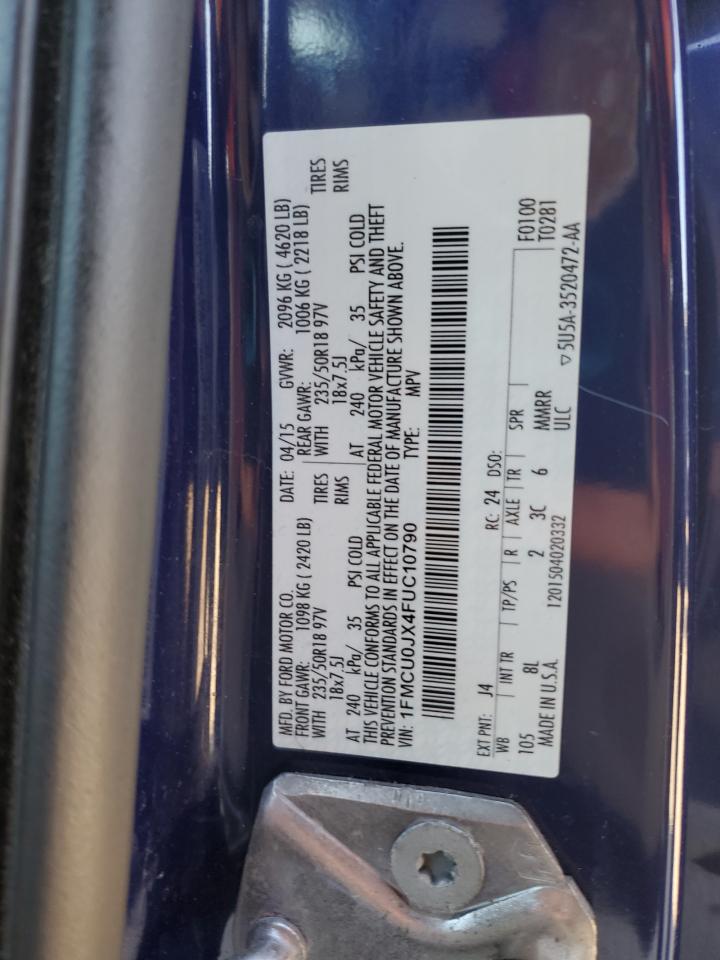 MFD. BY FORD MOTOR CO. DATE: 04/15 GVWR: 2096 KG ( 4620 LB)
FRONT GAWR: 1098 KG ( 2420 LB) REAR GAWR: 1006 KG ( 2218 LB)
WITH 235/50R18 97V TIRES WITH 235/50R18 97V TIRES
18x7.5J RIMS 18x7.5J RIMS
AT 240 kPa/ 35 PSI COLD AT 240 kPa/ 35 PSI COLD
THIS VEHICLE CONFORMS TO ALL APPLICABLE FEDERAL MOTOR VEHICLE SAFETY AND THEFT
PREVENTION STANDARDS IN EFFECT ON THE DATE OF MANUFACTURE SHOWN ABOVE.
VIN: 1FMCU0JX4FUC10790 TYPE: MPV
EXT PNT: J4 RC: 24 DSO: F0100
WB INT TR TP/PS R AXLE TR SPR T0281
105 8L 2 3C 6 MMRR
MADE IN U.S.A. 1201504020332 ULC ▽5U5A-3520472-AA